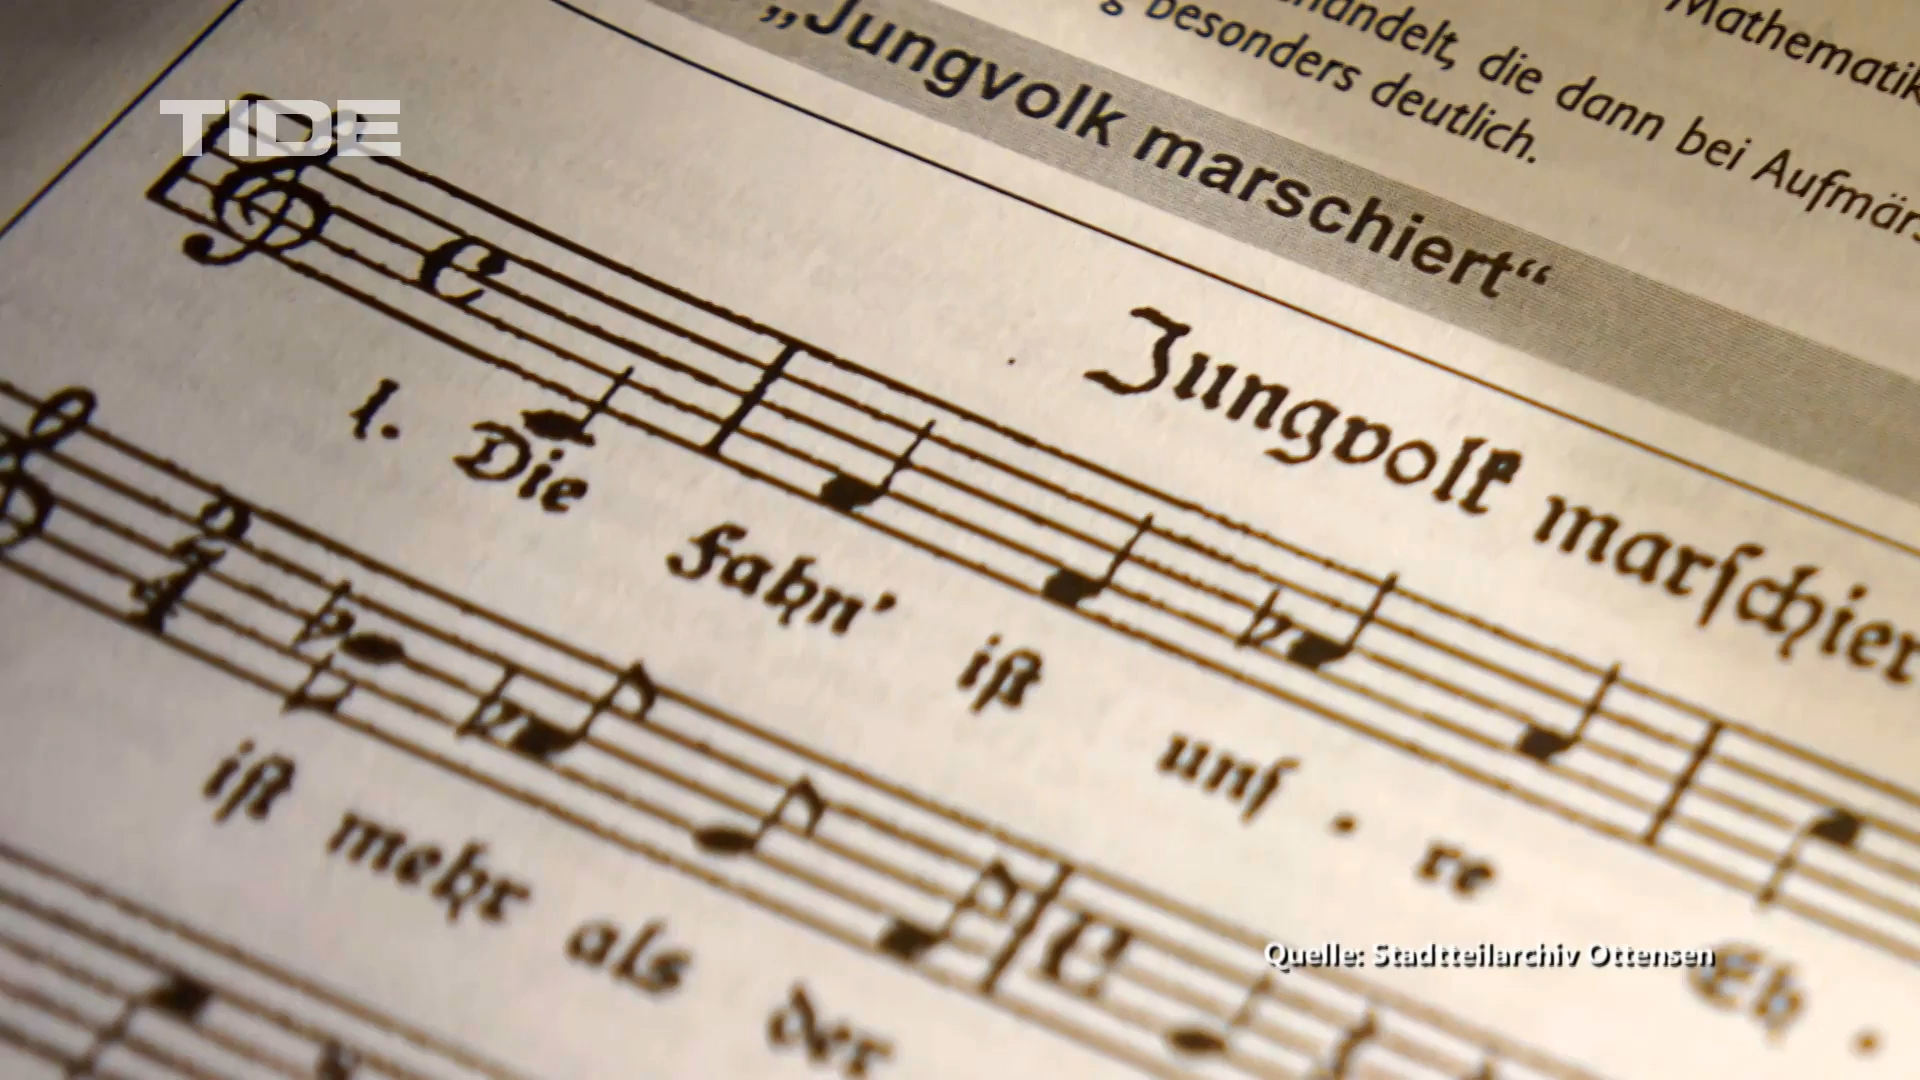 TIDE
Mathematik
handelt, die dann bei Aufmärs
g besonders deutlich.
„Jungvolk marschiert“
Jungvolk marſchier
1. Die Fahn’ iſt unſ - re Eh -
iſt mehr als der
Quelle: Stadtteilarchiv Ottensen